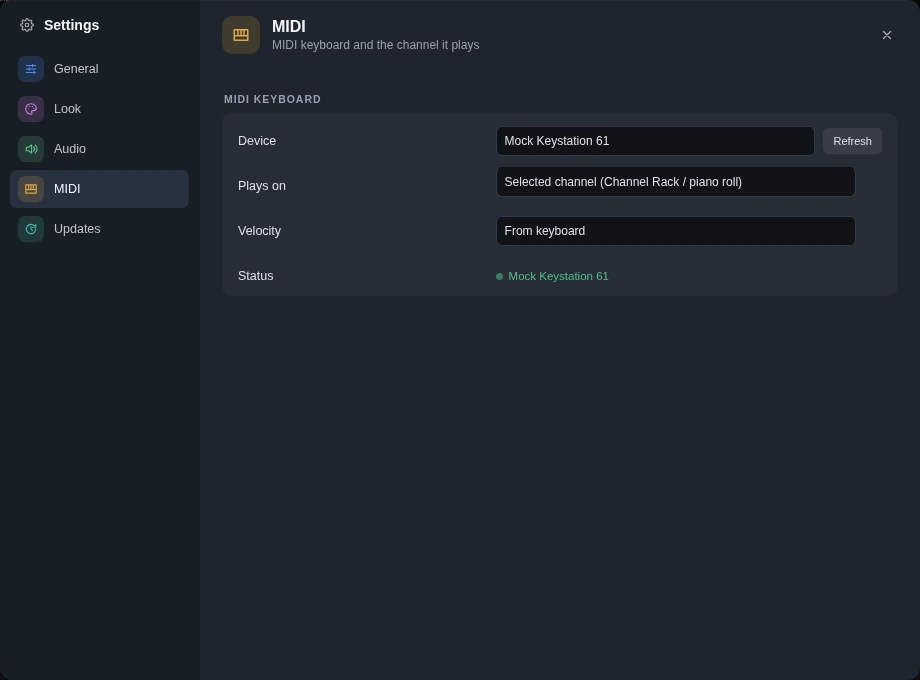 Settings
General
Look
Audio
MIDI
Updates
MIDI
MIDI keyboard and the channel it plays
MIDI KEYBOARD
Device
Mock Keystation 61
Refresh
Plays on
Selected channel (Channel Rack / piano roll)
Velocity
From keyboard
Status
Mock Keystation 61